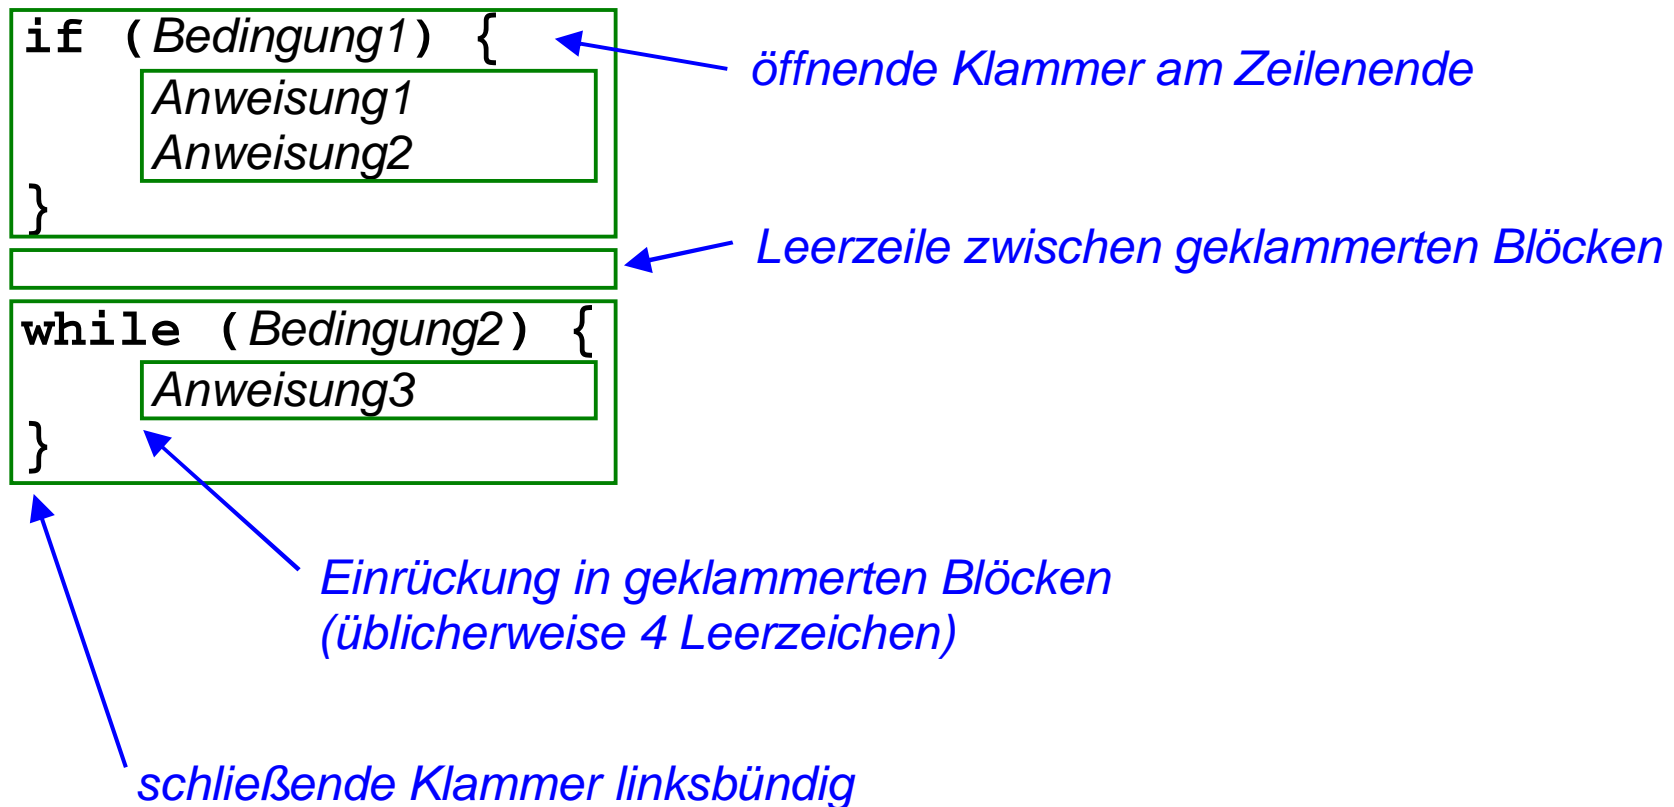 if (Bedingung1) {
öffnende Klammer am Zeilenende
Anweisung1
Anweisung2
}
Leerzeile zwischen geklammerten Blöcken
while (Bedingung2) {
Anweisung3
}
Einrückung in geklammerten Blöcken
(üblicherweise 4 Leerzeichen)
schließende Klammer linksbündig